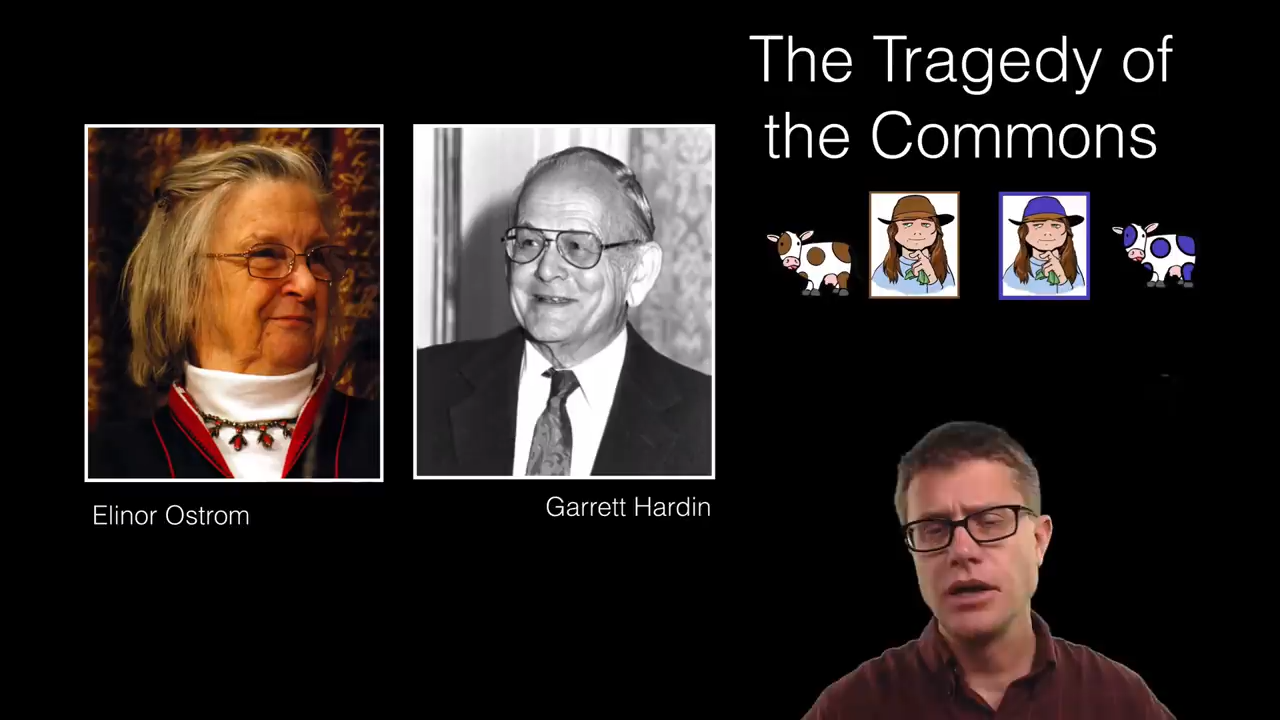 The Tragedy of
the Commons
Elinor Ostrom
Garrett Hardin